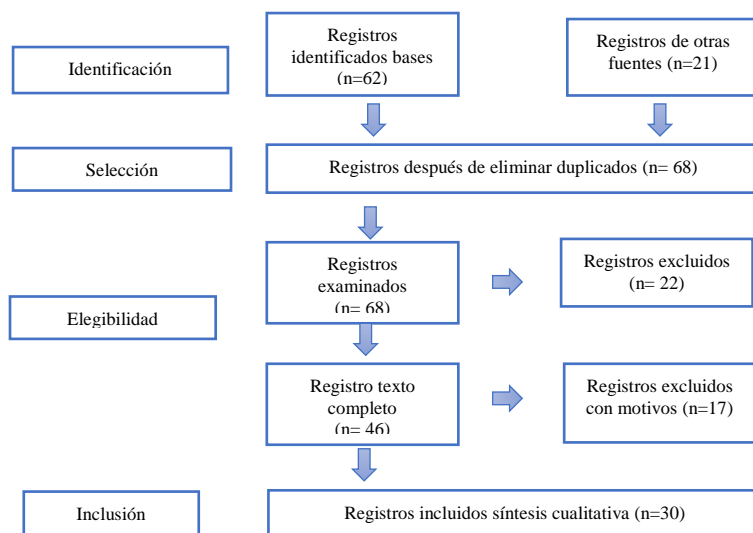 Identificación
Registros
identificados bases
(n=62)
Registros de otras
fuentes (n=21)
Selección
Registros después de eliminar duplicados (n= 68)
Elegibilidad
Registros
examinados
(n= 68)
Registros excluidos
(n= 22)
Registro texto
completo
(n= 46)
Registros excluidos
con motivos (n=17)
Inclusión
Registros incluidos síntesis cualitativa (n=30)